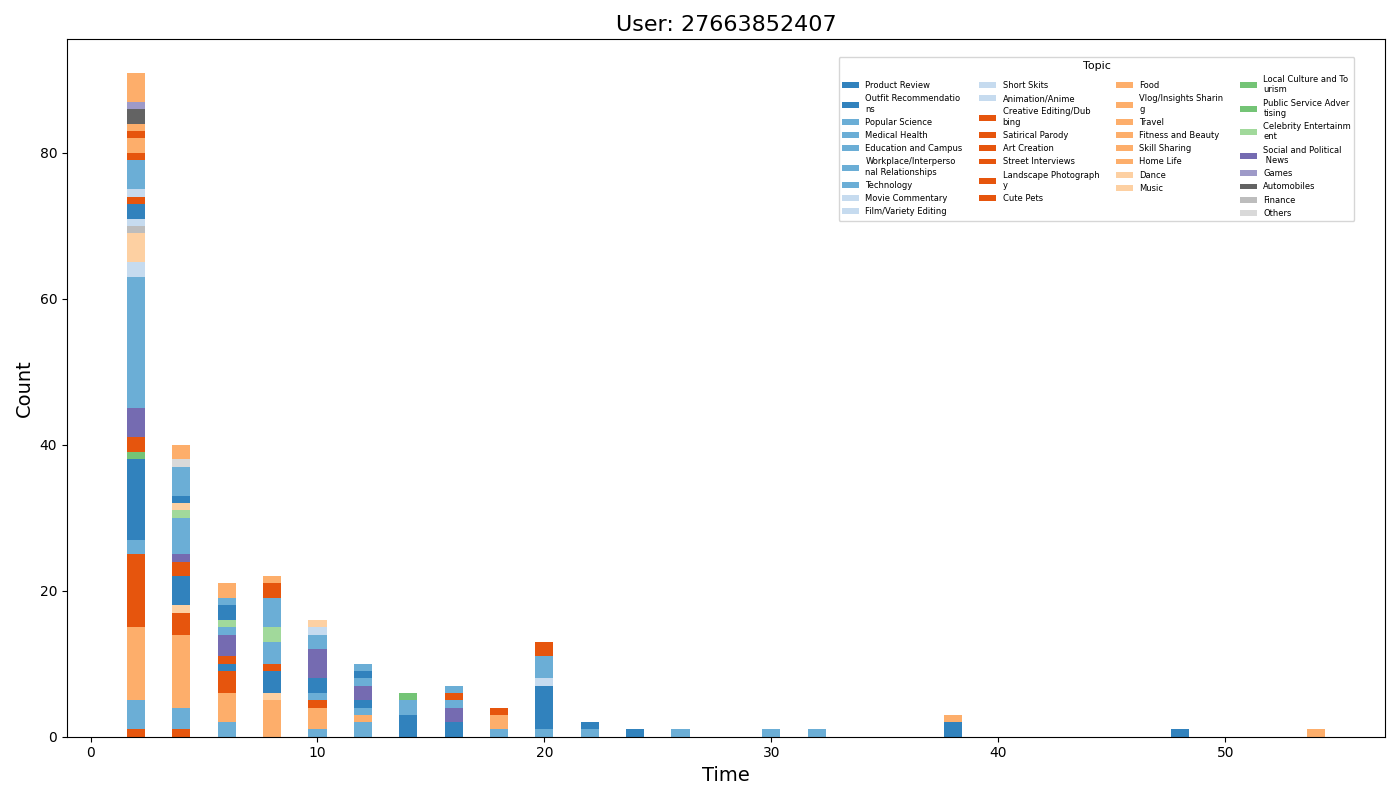 User: 27663852407
Topic
Product Review
Outfit Recommendatio
ns
Popular Science
Medical Health
Education and Campus
Workplace/Interperso
nal Relationships
Technology
Movie Commentary
Film/Variety Editing
Short Skits
Animation/Anime
Creative Editing/Dub
bing
Satirical Parody
Art Creation
Street Interviews
Landscape Photograph
y
Cute Pets
Food
Vlog/Insights Sharin
g
Travel
Fitness and Beauty
Skill Sharing
Home Life
Dance
Music
Local Culture and To
urism
Public Service Adver
tising
Celebrity Entertainm
ent
Social and Political
News
Games
Automobiles
Finance
Others
Count
80
60
40
20
0
0 10 20 30 40 50
Time